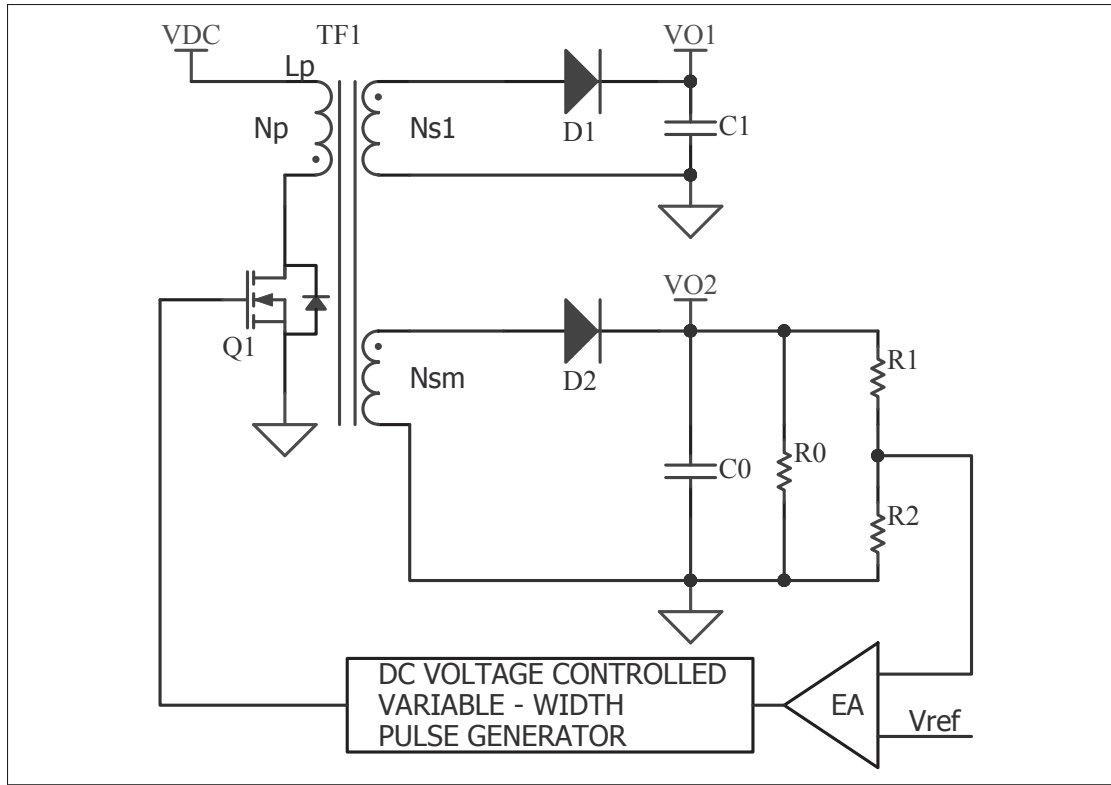 VDC
TF1
VO1
Lp
Np
Ns1
D1
C1
VO2
Q1
Nsm
D2
R1
C0
R0
R2
DC VOLTAGE CONTROLLED
VARIABLE - WIDTH
PULSE GENERATOR
EA
Vref